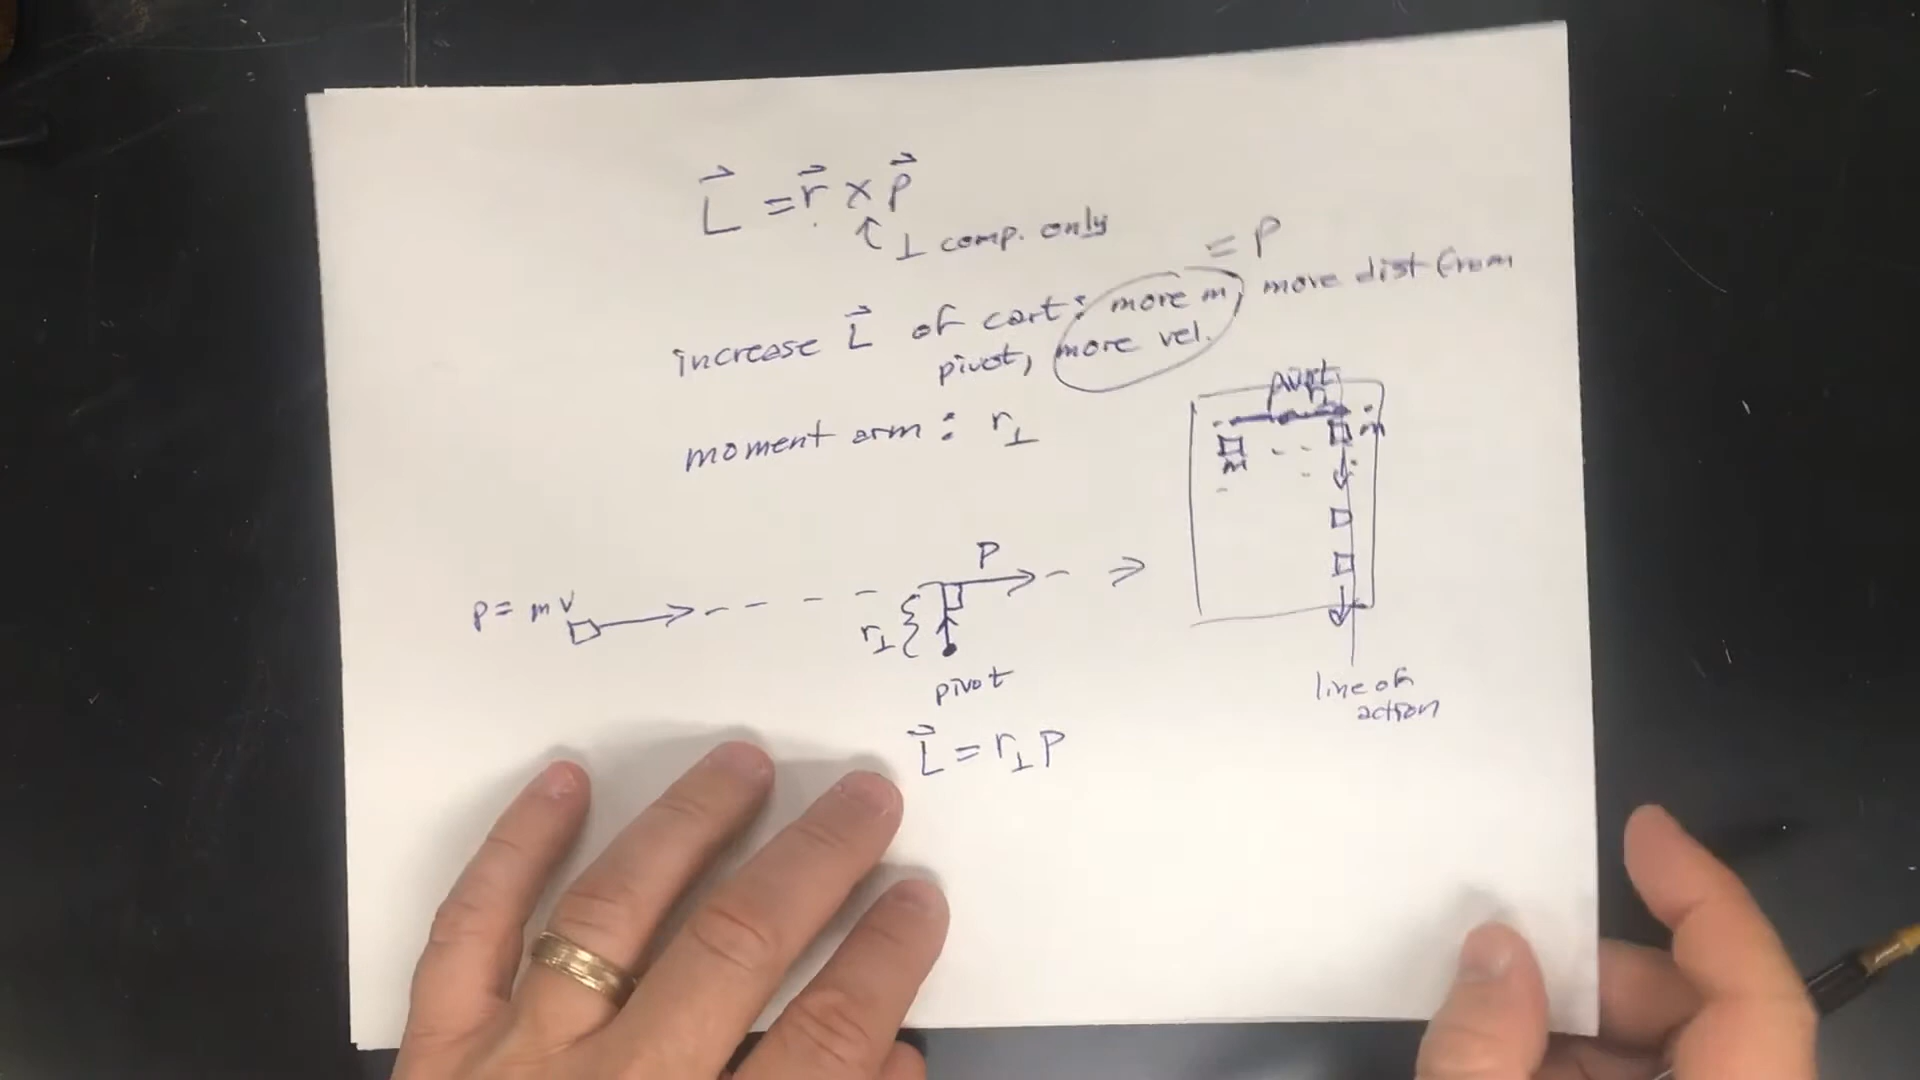 L⃗ = r⃗ × p⃗
↑ ⊥ comp. only
= P
increase L⃗ of cart: more m, more dist from
pivot, more vel.
moment arm: r⊥
pivot
r⊥
m
m
P
p = mv
r⊥
pivot
line of
action
L⃗ = r⊥ P